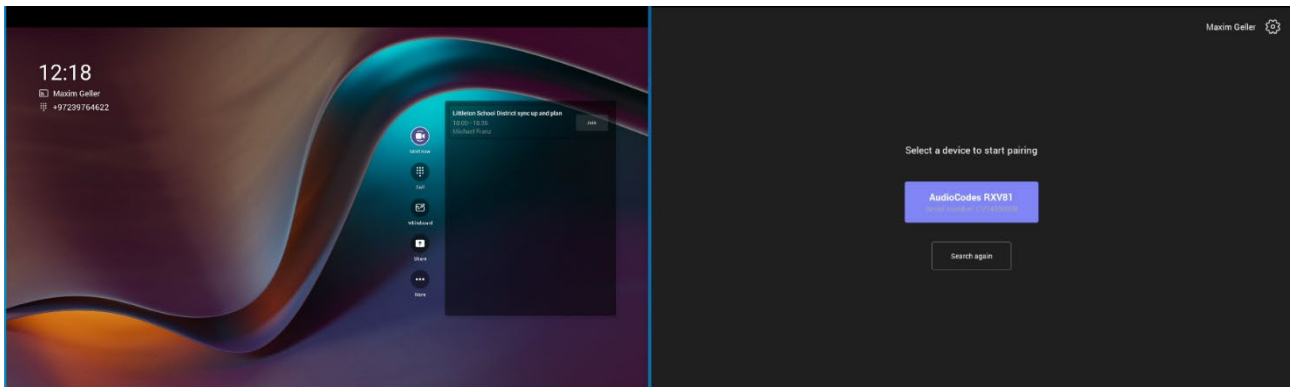 12:18
Maxim Geller
+97239764622
Meet now
Call
Whiteboard
Share
More
Littleton School District sync up and plan
10:00 - 10:30
Michael Franz
Join
Maxim Geller
Select a device to start pairing
AudioCodes RXV81
Search again